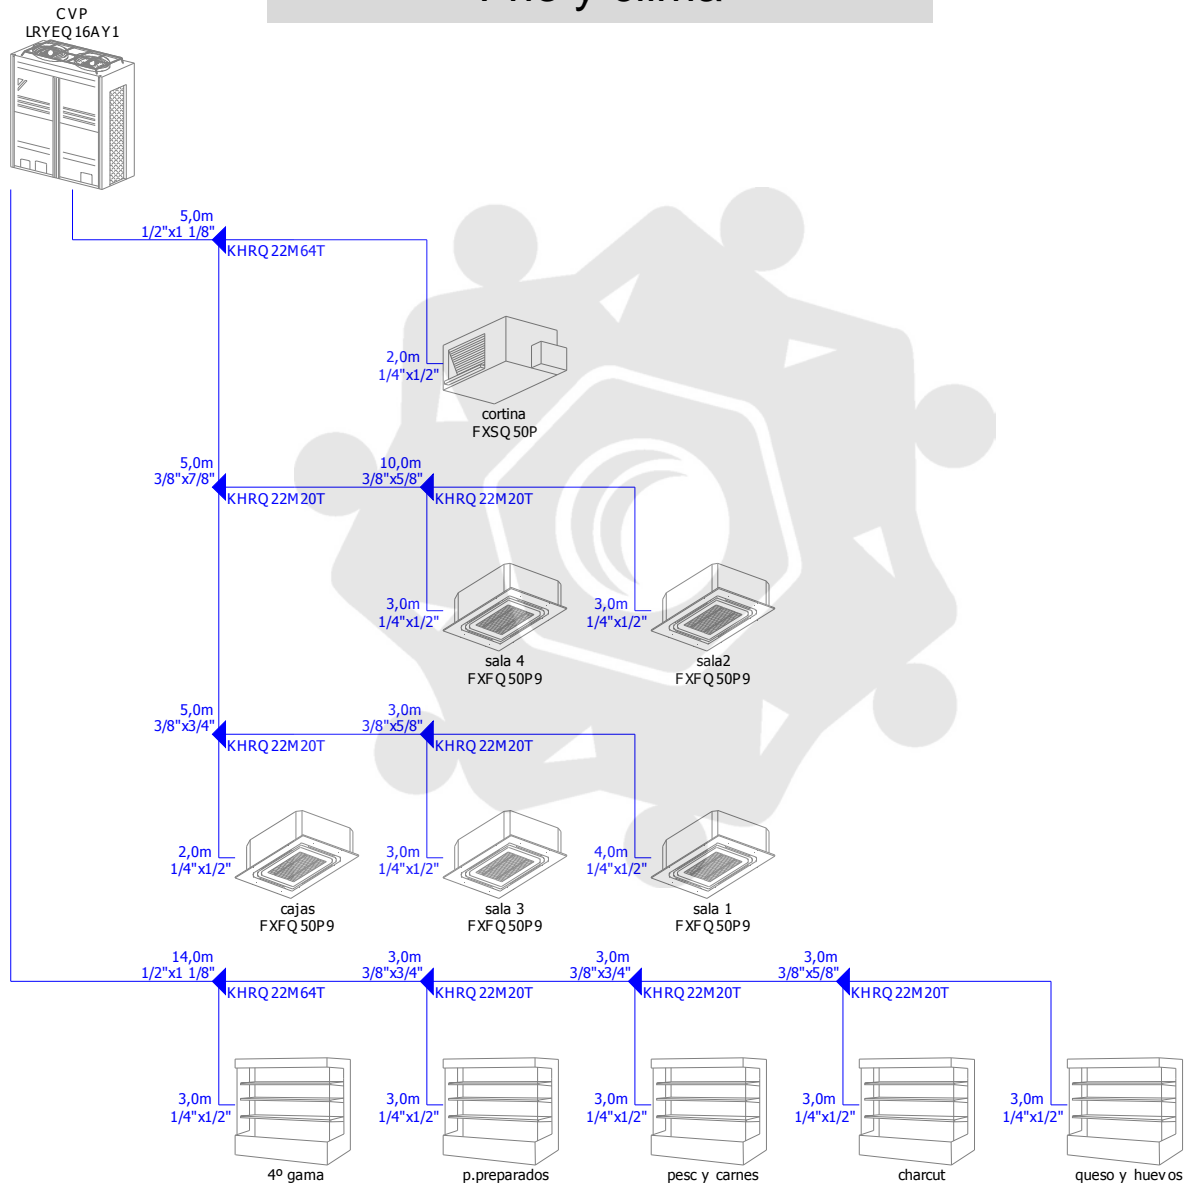 Frio y clima
CVP
LRYEQ16AY1
5,0m
1/2"x1 1/8"
KHRQ22M64T
2,0m
1/4"x1/2"
cortina
FXSQ50P
5,0m
3/8"x7/8"
KHRQ22M20T
10,0m
3/8"x5/8"
KHRQ22M20T
3,0m
1/4"x1/2"
sala 4
FXFQ50P9
3,0m
1/4"x1/2"
sala2
FXFQ50P9
5,0m
3/8"x3/4"
KHRQ22M20T
3,0m
3/8"x5/8"
KHRQ22M20T
2,0m
1/4"x1/2"
cajas
FXFQ50P9
3,0m
1/4"x1/2"
sala 3
FXFQ50P9
4,0m
1/4"x1/2"
sala 1
FXFQ50P9
14,0m
1/2"x1 1/8"
KHRQ22M64T
3,0m
3/8"x3/4"
KHRQ22M20T
3,0m
3/8"x3/4"
KHRQ22M20T
3,0m
3/8"x5/8"
KHRQ22M20T
3,0m
1/4"x1/2"
4º gama
3,0m
1/4"x1/2"
p.preparados
3,0m
1/4"x1/2"
pesc y carnes
3,0m
1/4"x1/2"
charcut
3,0m
1/4"x1/2"
queso y huevos